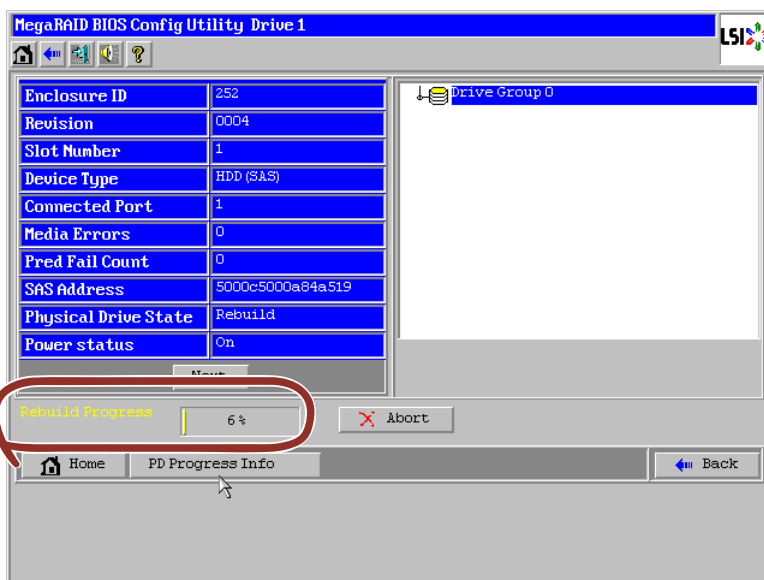 MegaRAID BIOS Config Utility Drive 1
LSI
Enclosure ID 252
Revision 0004
Slot Number 1
Device Type HDD (SAS)
Connected Port 1
Media Errors 0
Pred Fail Count 0
SAS Address 5000c5000a84a519
Physical Drive State Rebuild
Power status On
Next
Drive Group 0
Rebuild Progress 6%
Abort
Home PD Progress Info Back